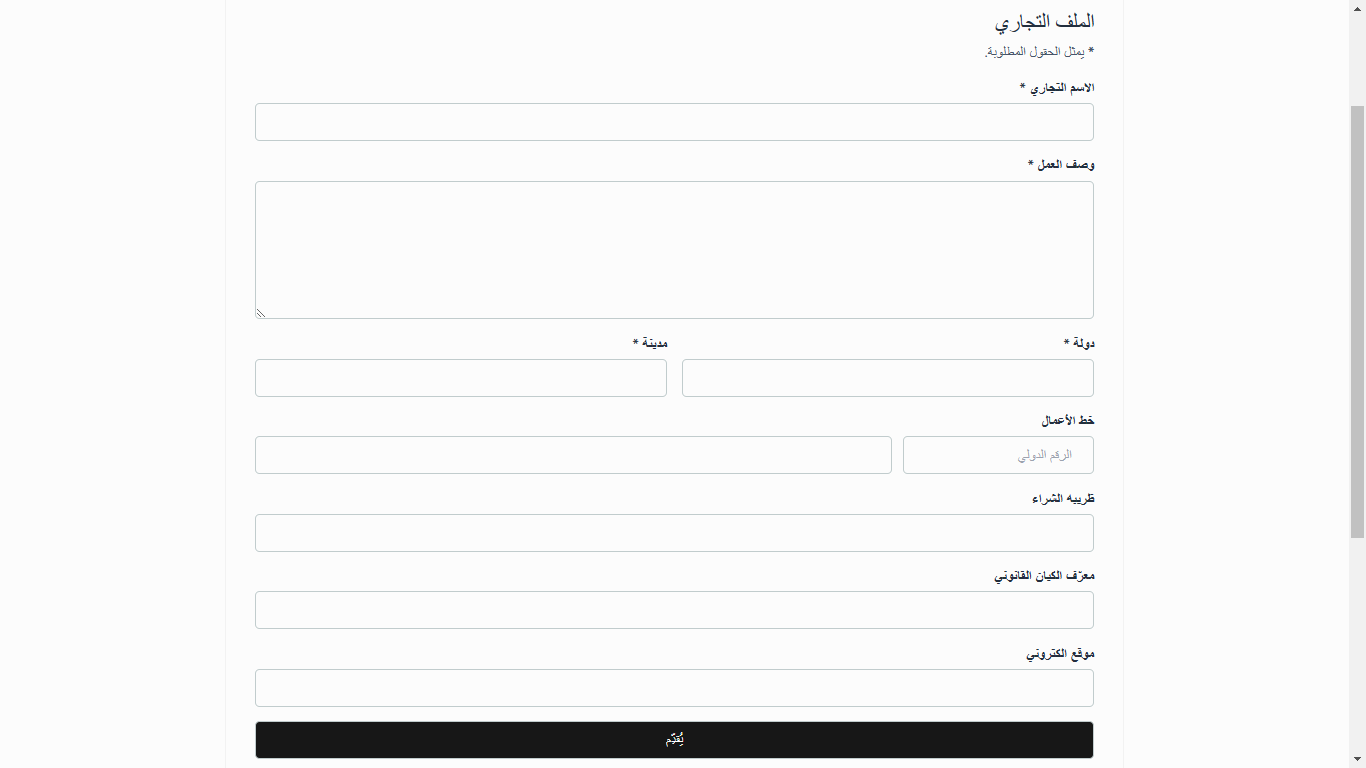 الملف التجاري
* يمثل الحقول المطلوبة.
الاسم التجاري *
وصف العمل *
دولة *
مدينة *
خط الأعمال
الرقم الدولي
ظريبه الشراء
معرّف الكيان القانوني
موقع الكتروني
يُقدِّم